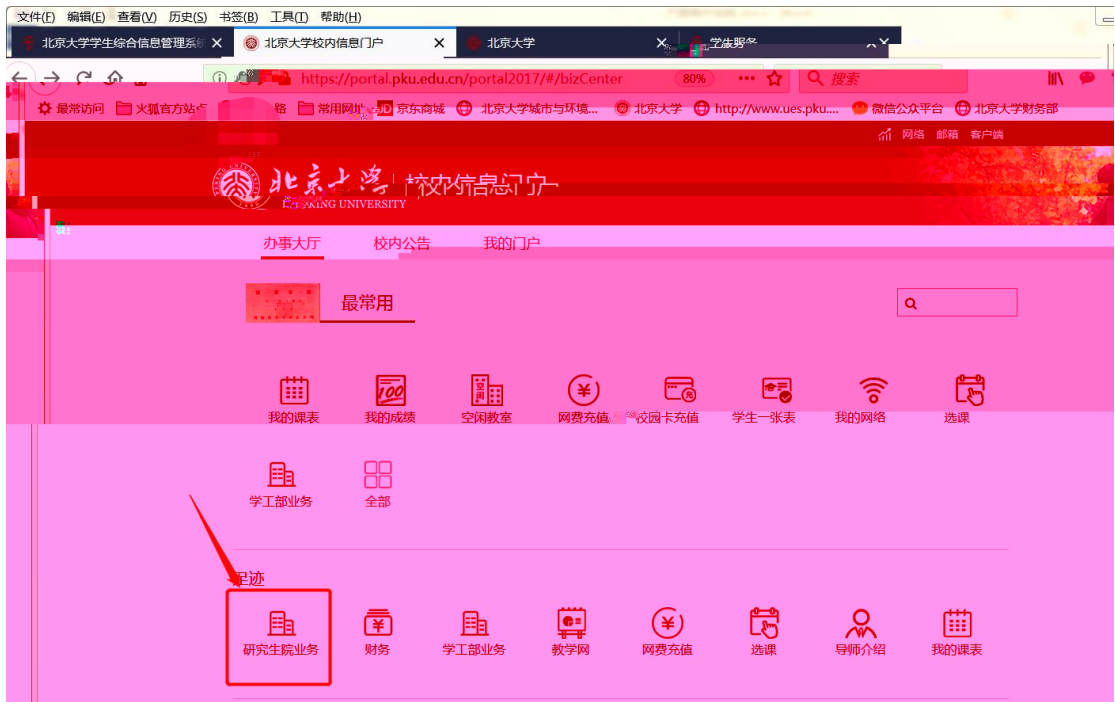 文件(F) 编辑(E) 查看(V) 历史(S) 书签(B) 工具(T) 帮助(H)
北京大学学生综合信息管理系统 北京大学校内信息门户 北京大学
https://portal.pku.edu.cn/portal2017/#/bizCenter 80% 搜索
最常访问 火狐官方站点 常用网址 JD 京东商城 北京大学城市与环境... 北京大学 http://www.ues.pku.... 微信公众平台 北京大学财务部
网络 邮箱 客户端
北京大学 校内信息门户
PEKING UNIVERSITY
办事大厅 校内公告 我的门户
最常用
我的课表 我的成绩 空闲教室 网费充值 校园卡充值 学生一张表 我的网络 选课
学工部业务 全部
足迹
研究生院业务 财务 学工部业务 教学网 网费充值 选课 导师介绍 我的课表